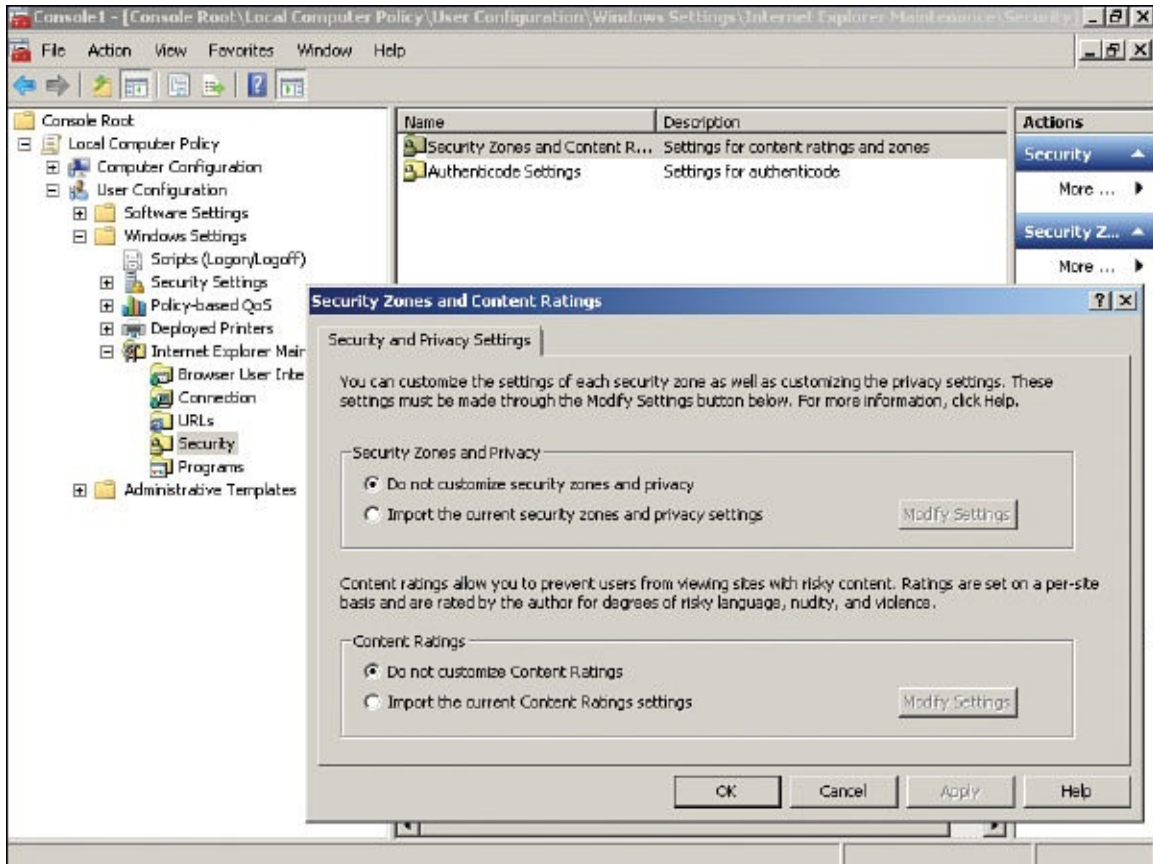 Console1 - [Console Root\Local Computer Policy\User Configuration\Windows Settings\Internet Explorer Maintenance\Security]
File Action View Favorites Window Help
Console Root
Local Computer Policy
Computer Configuration
User Configuration
Software Settings
Windows Settings
Scripts (Logon/Logoff)
Security Settings
Policy-based QoS
Deployed Printers
Internet Explorer Mair
Browser User Inte
Connection
URLs
Security
Programs
Administrative Templates
Name Description
Security Zones and Content R... Settings for content ratings and zones
Authenticode Settings Settings for authenticode
Actions
Security
More ...
Security Z...
More ...
Security Zones and Content Ratings
Security and Privacy Settings
You can customize the settings of each security zone as well as customizing the privacy settings. These
settings must be made through the Modify Settings button below. For more information, click Help.
Security Zones and Privacy
Do not customize security zones and privacy
Import the current security zones and privacy settings
Modify Settings
Content ratings allow you to prevent users from viewing sites with risky content. Ratings are set on a per-site
basis and are rated by the author for degrees of risky language, nudity, and violence.
Content Ratings
Do not customize Content Ratings
Import the current Content Ratings settings
Modify Settings
OK Cancel Apply Help